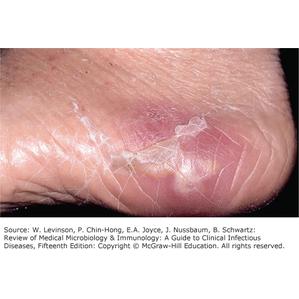 Source: W. Levinson, P. Chin-Hong, E.A. Joyce, J. Nussbaum, B. Schwartz:
Review of Medical Microbiology & Immunology: A Guide to Clinical Infectious
Diseases, Fifteenth Edition: Copyright © McGraw-Hill Education. All rights reserved.